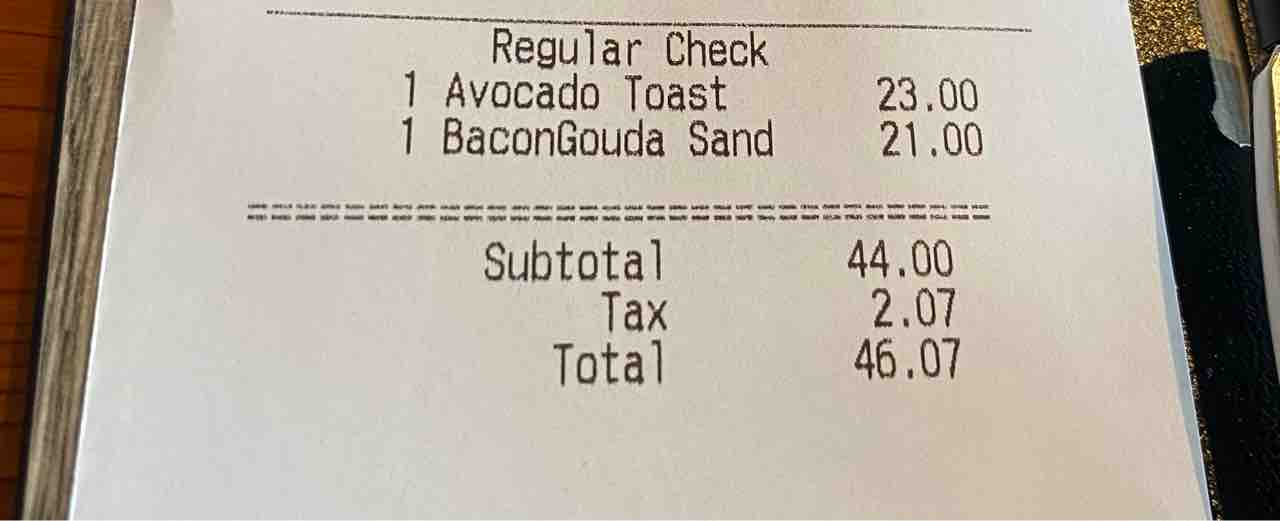 Regular Check
1 Avocado Toast 23.00
1 BaconGouda Sand 21.00
Subtotal 44.00
Tax 2.07
Total 46.07